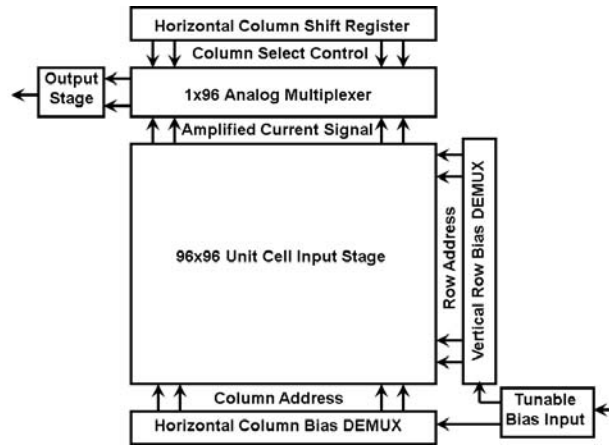 Horizontal Column Shift Register
Column Select Control
Output
Stage
1x96 Analog Multiplexer
Amplified Current Signal
96x96 Unit Cell Input Stage
Row Address
Vertical Row Bias DEMUX
Column Address
Horizontal Column Bias DEMUX
Tunable
Bias Input